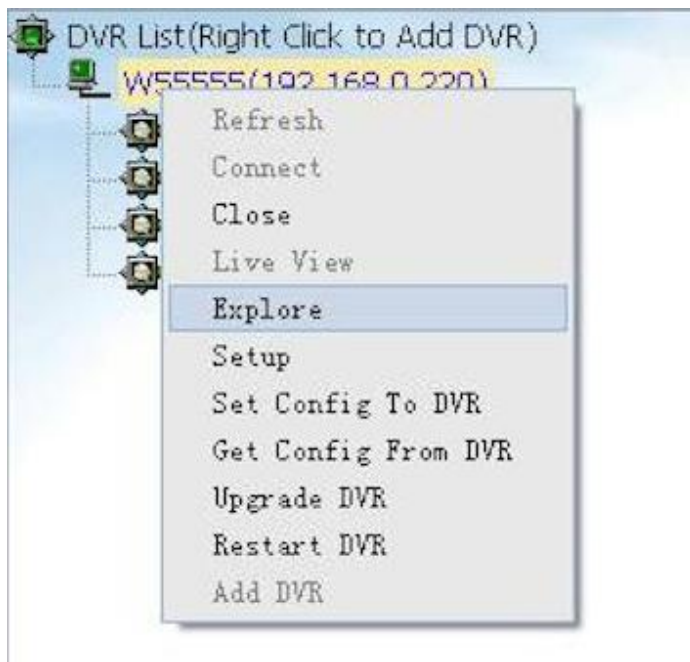 DVR List(Right Click to Add DVR)
W55555(192.168.0.220)
Refresh
Connect
Close
Live View
Explore
Setup
Set Config To DVR
Get Config From DVR
Upgrade DVR
Restart DVR
Add DVR